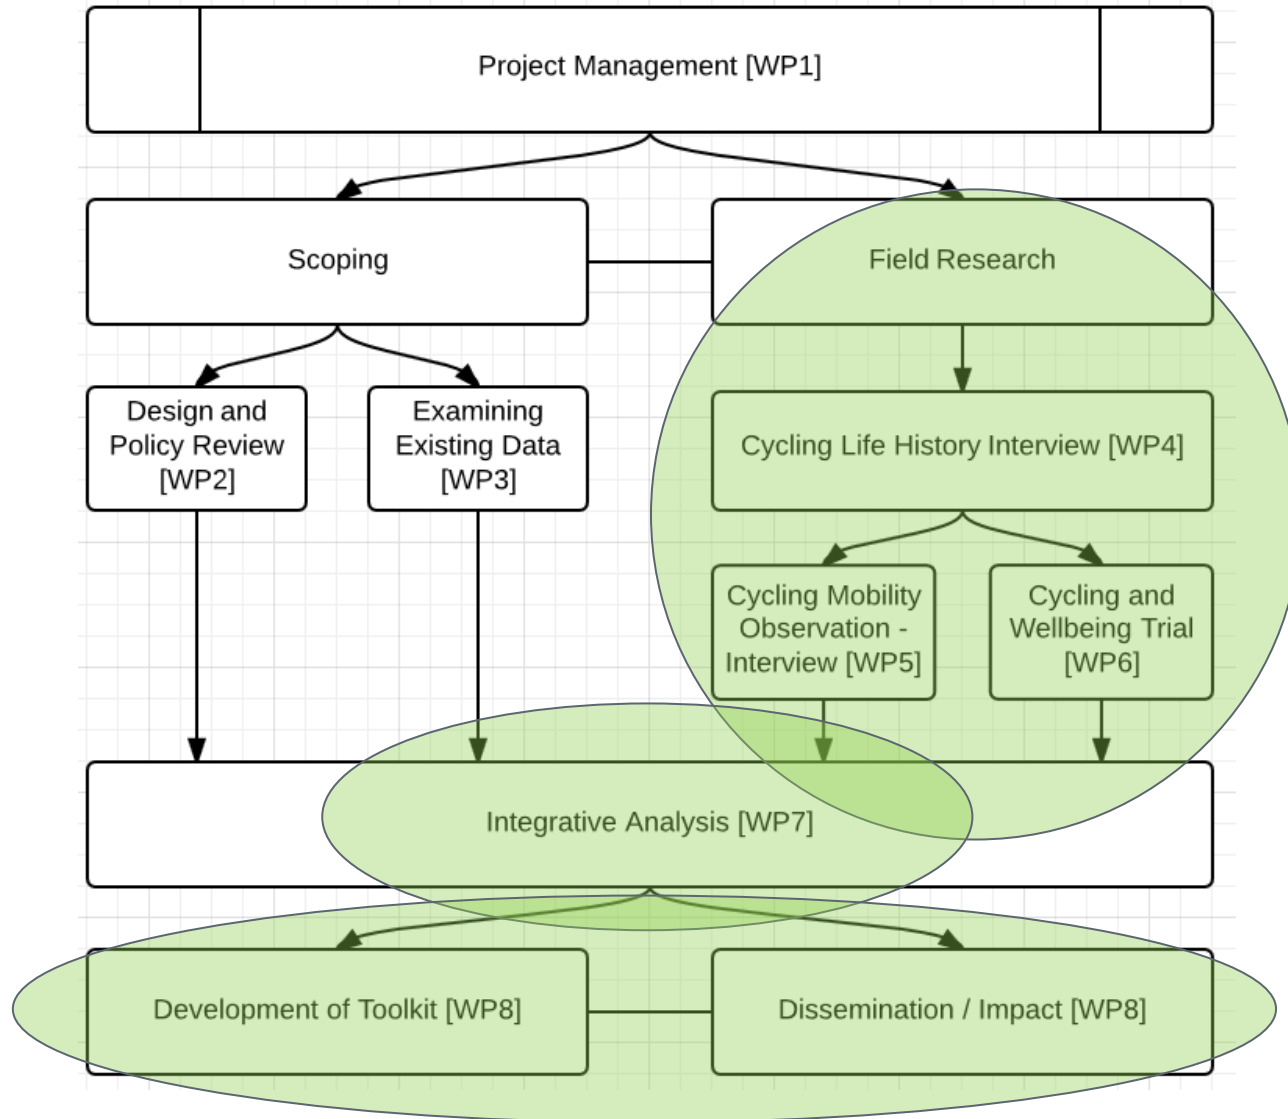 Project Management [WP1]
Scoping
Field Research
Design and
Policy Review
[WP2]
Examining
Existing Data
[WP3]
Cycling Life History Interview [WP4]
Cycling Mobility
Observation -
Interview [WP5]
Cycling and
Wellbeing Trial
[WP6]
Integrative Analysis [WP7]
Development of Toolkit [WP8]
Dissemination / Impact [WP8]